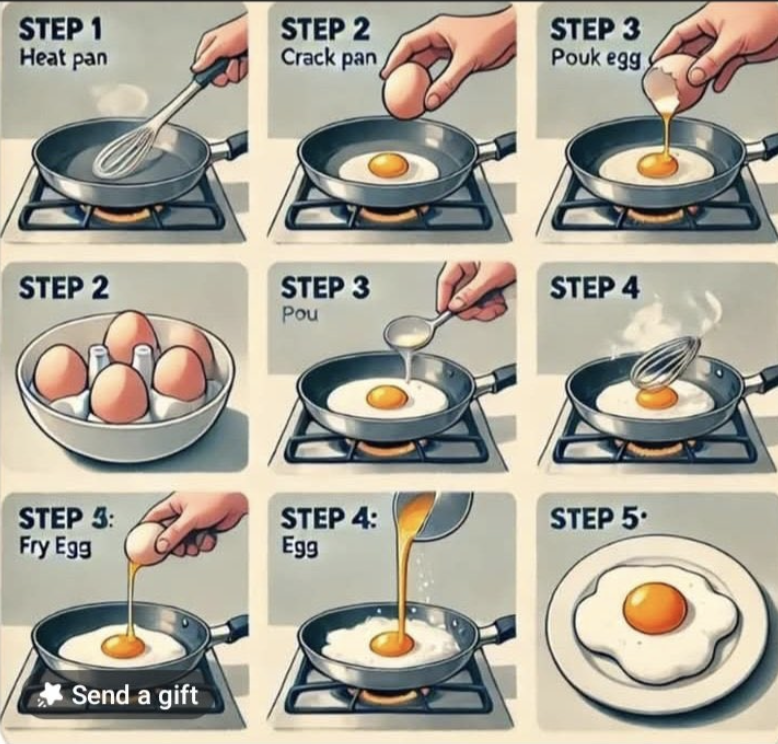 STEP 1
Heat pan
STEP 2
Crack pan
STEP 3
Pouk egg
STEP 2
STEP 3
Pou
STEP 4
STEP 3:
Fry Egg
STEP 4:
Egg
STEP 5·
Send a gift